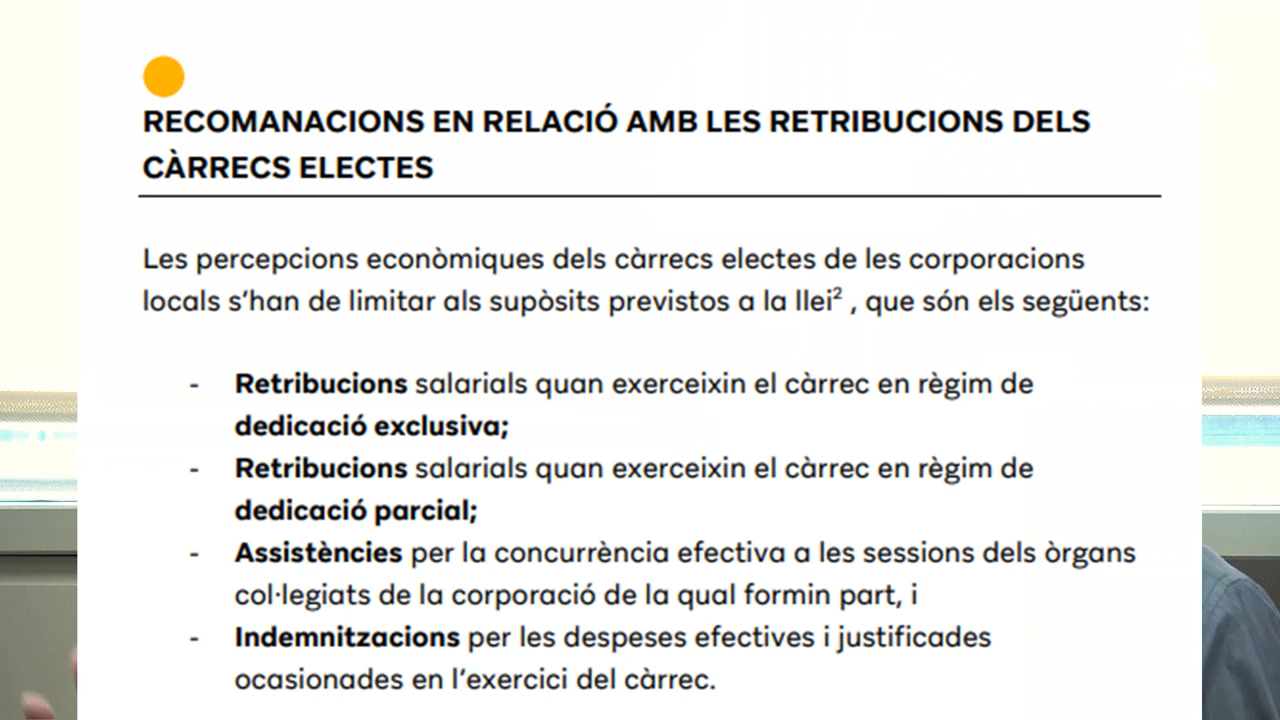 RECOMANACIONS EN RELACIÓ AMB LES RETRIBUCIONS DELS
CÀRRECS ELECTES
Les percepcions econòmiques dels càrrecs electes de les corporacions
locals s’han de limitar als supòsits previstos a la llei² , que són els següents:
- Retribucions salarials quan exerceixin el càrrec en règim de
dedicació exclusiva;
- Retribucions salarials quan exerceixin el càrrec en règim de
dedicació parcial;
- Assistències per la concurrència efectiva a les sessions dels òrgans
col·legiats de la corporació de la qual formin part, i
- Indemnitzacions per les despeses efectives i justificades
ocasionades en l’exercici del càrrec.